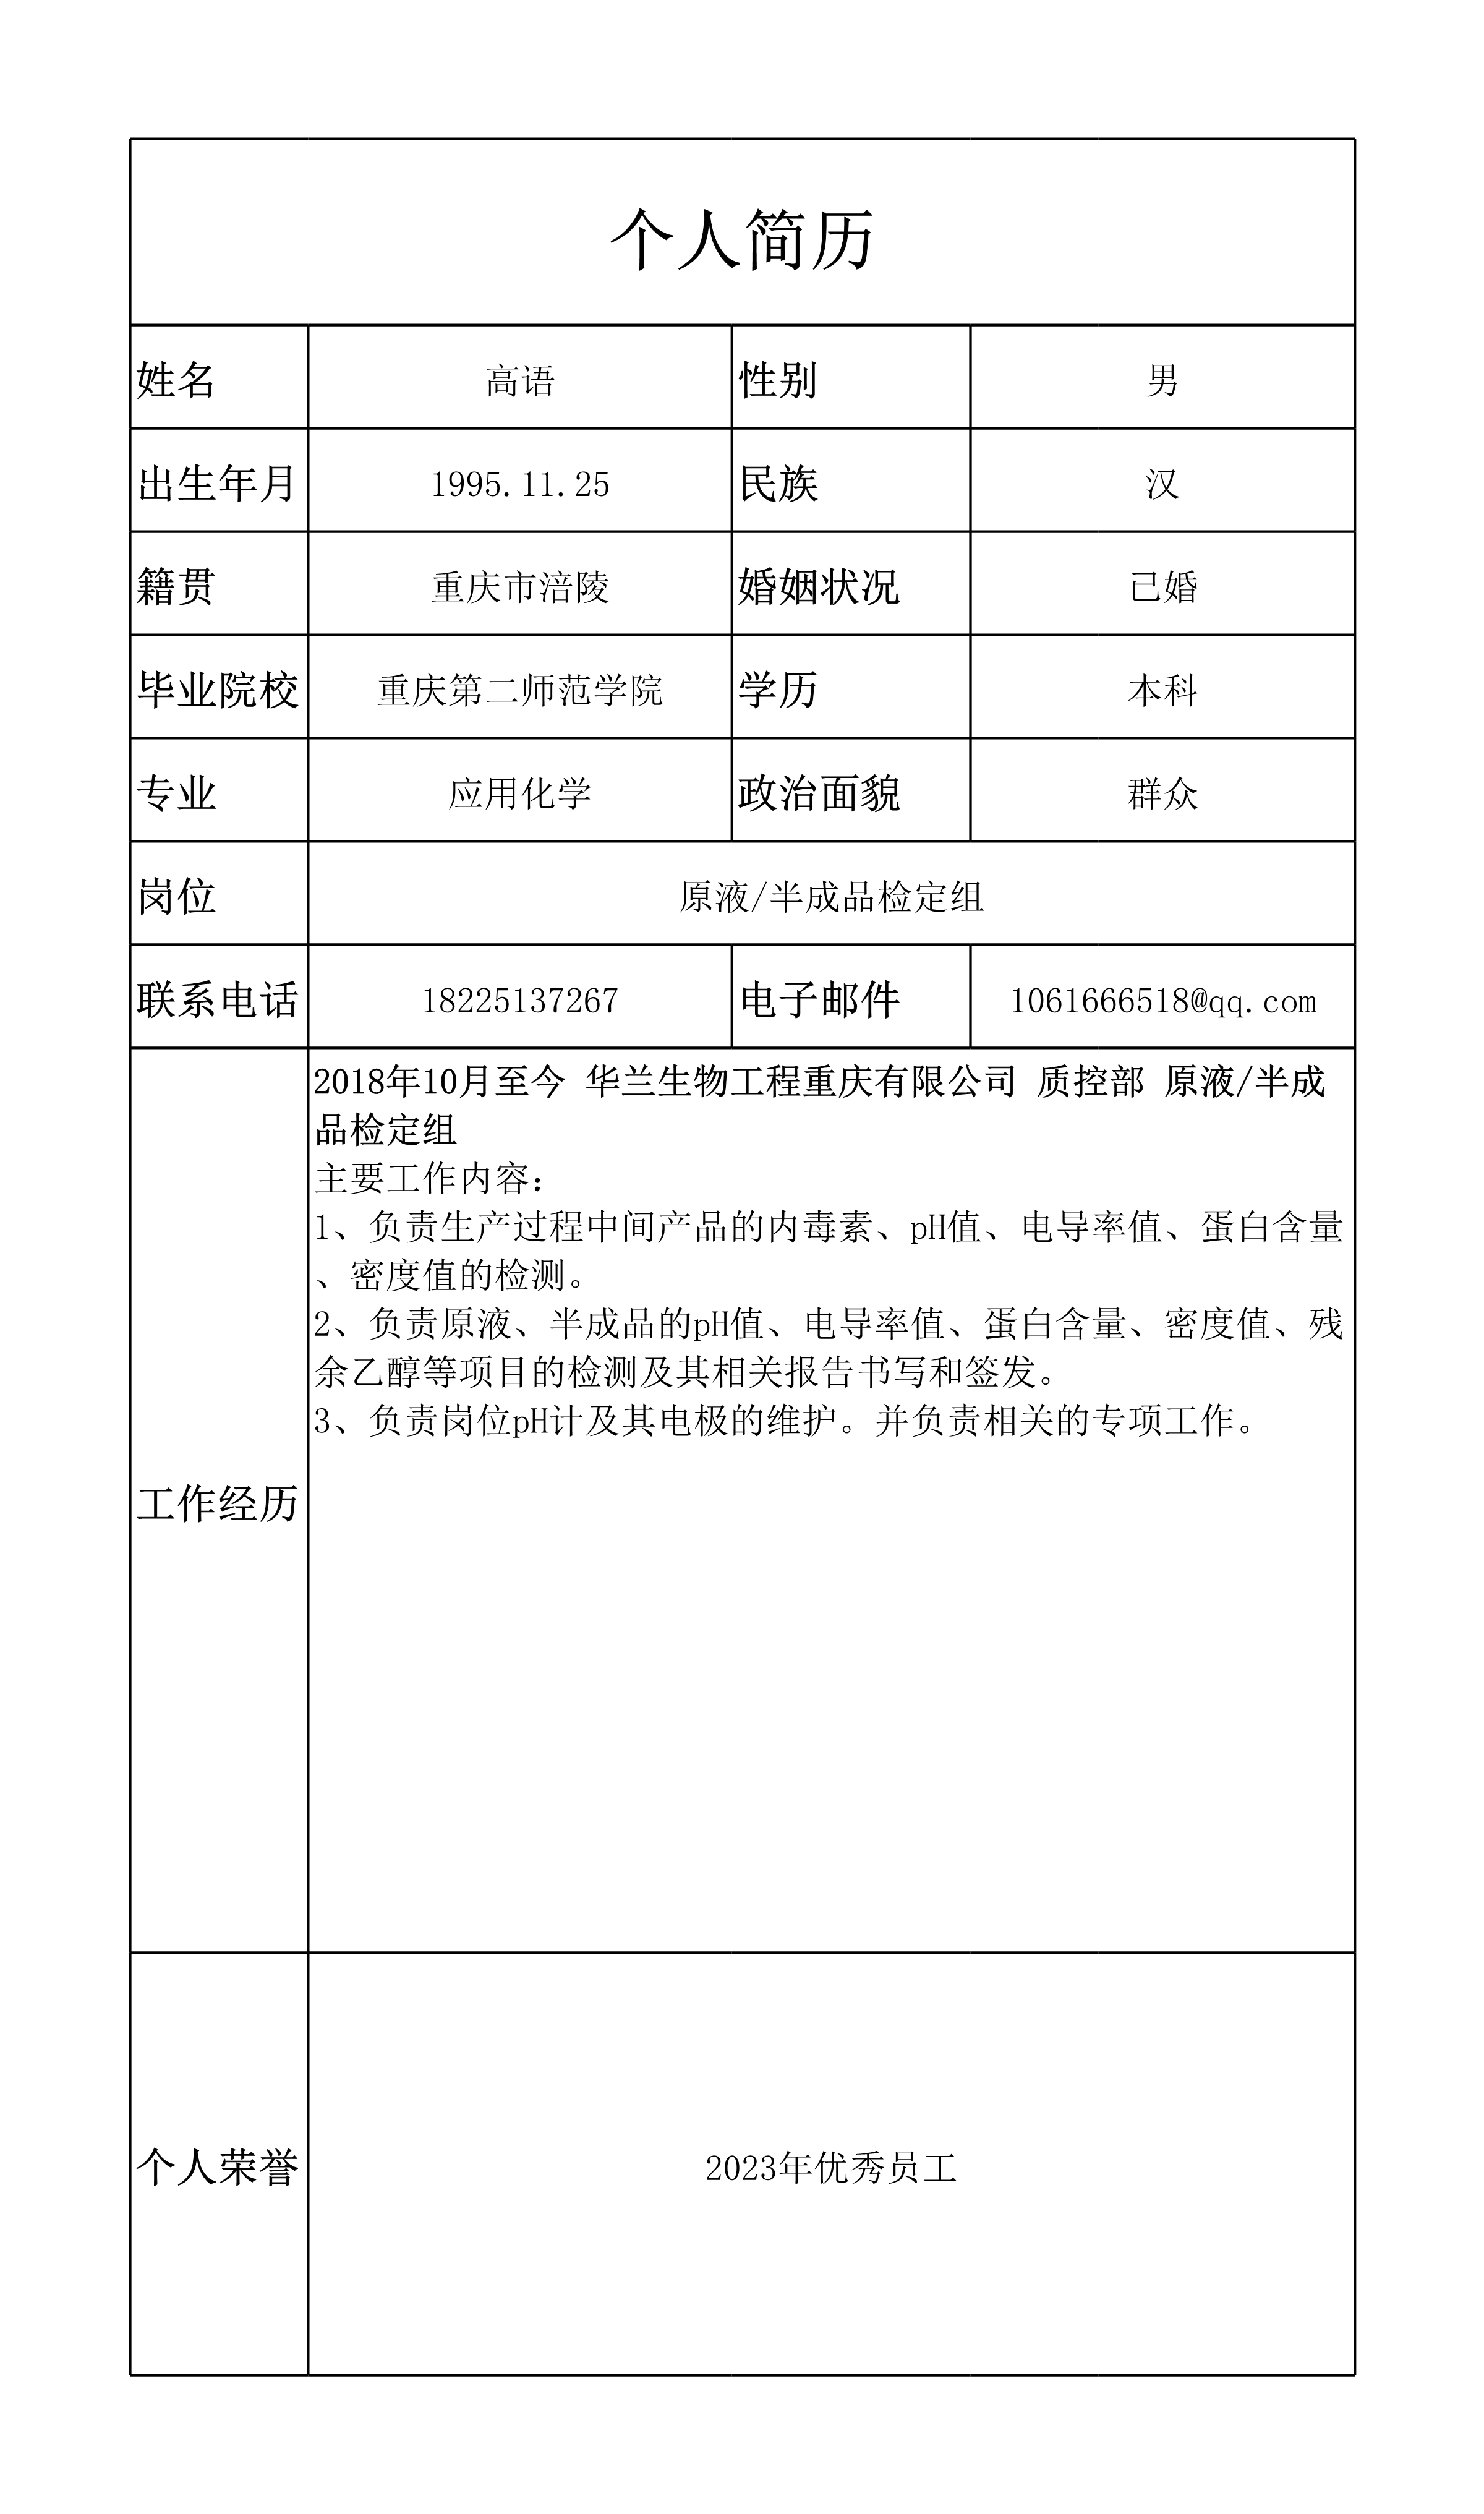 个人简历
姓名 高语 性别 男
出生年月 1995.11.25 民族 汉
籍贯 重庆市涪陵 婚姻状况 已婚
毕业院校 重庆第二师范学院 学历 本科
专业 应用化学 政治面貌 群众
岗位 原液/半成品检定组
联系电话 18225137267 电子邮件 1061666518@qq.com
工作经历
2018年10月至今 华兰生物工程重庆有限公司 质控部 原液/半成
品检定组
主要工作内容：
1、负责生产过程中间产品的内毒素、pH值、电导率值、蛋白含量
、密度值的检测。
2、负责原液、半成品的pH值、电导率值、蛋白含量、密度值、残
余乙醇等项目的检测及其相关报告书写和签发。
3、负责岗位pH计及其电极的维护。并负责相关的专项工作。
个人荣誉 2023年优秀员工